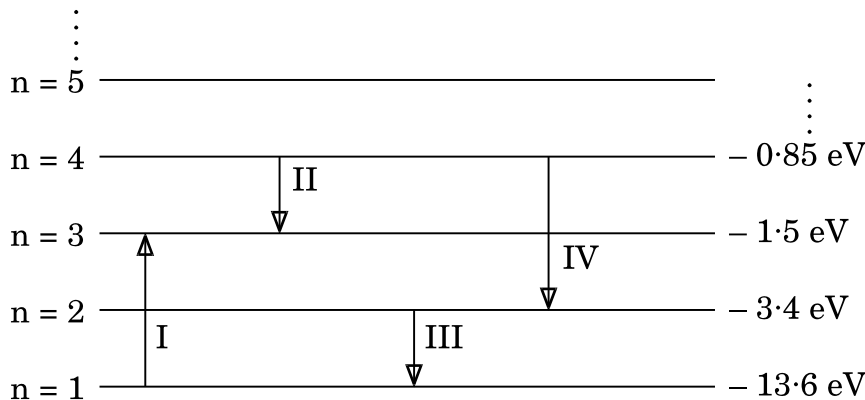 n = 5
n = 4 – 0·85 eV
II
n = 3 – 1·5 eV
IV
n = 2 – 3·4 eV
I III
n = 1 – 13·6 eV